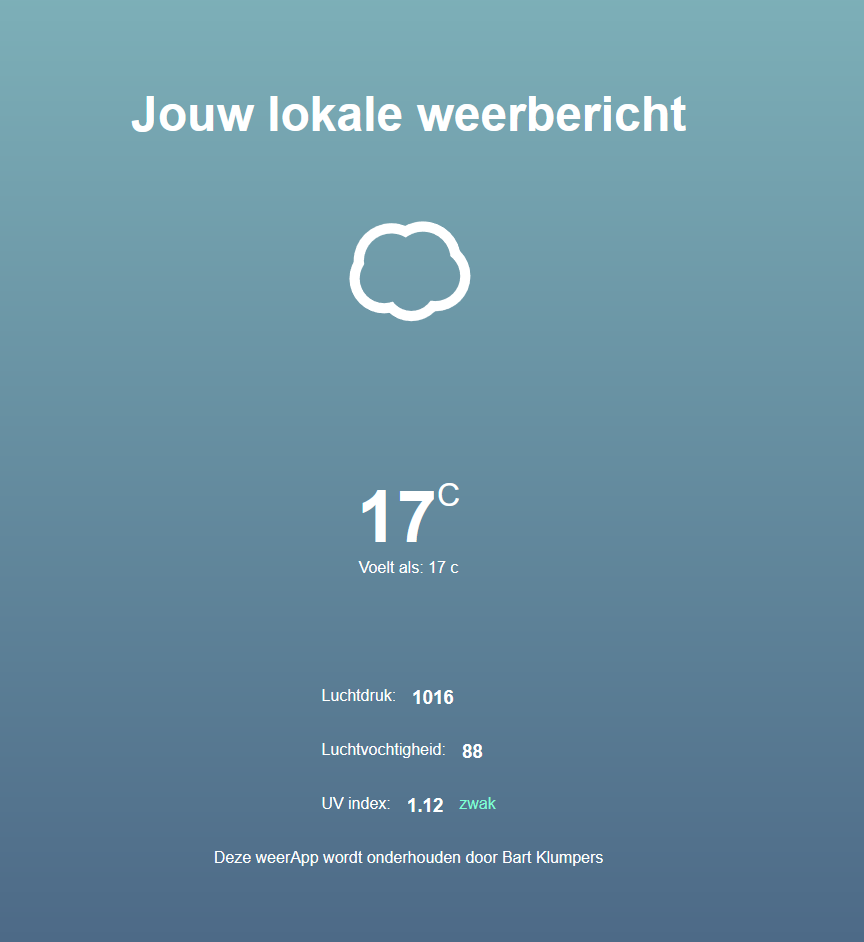 Jouw lokale weerbericht
17C
Voelt als: 17 c
Luchtdruk: 1016
Luchtvochtigheid: 88
UV index: 1.12 zwak
Deze weerApp wordt onderhouden door Bart Klumpers